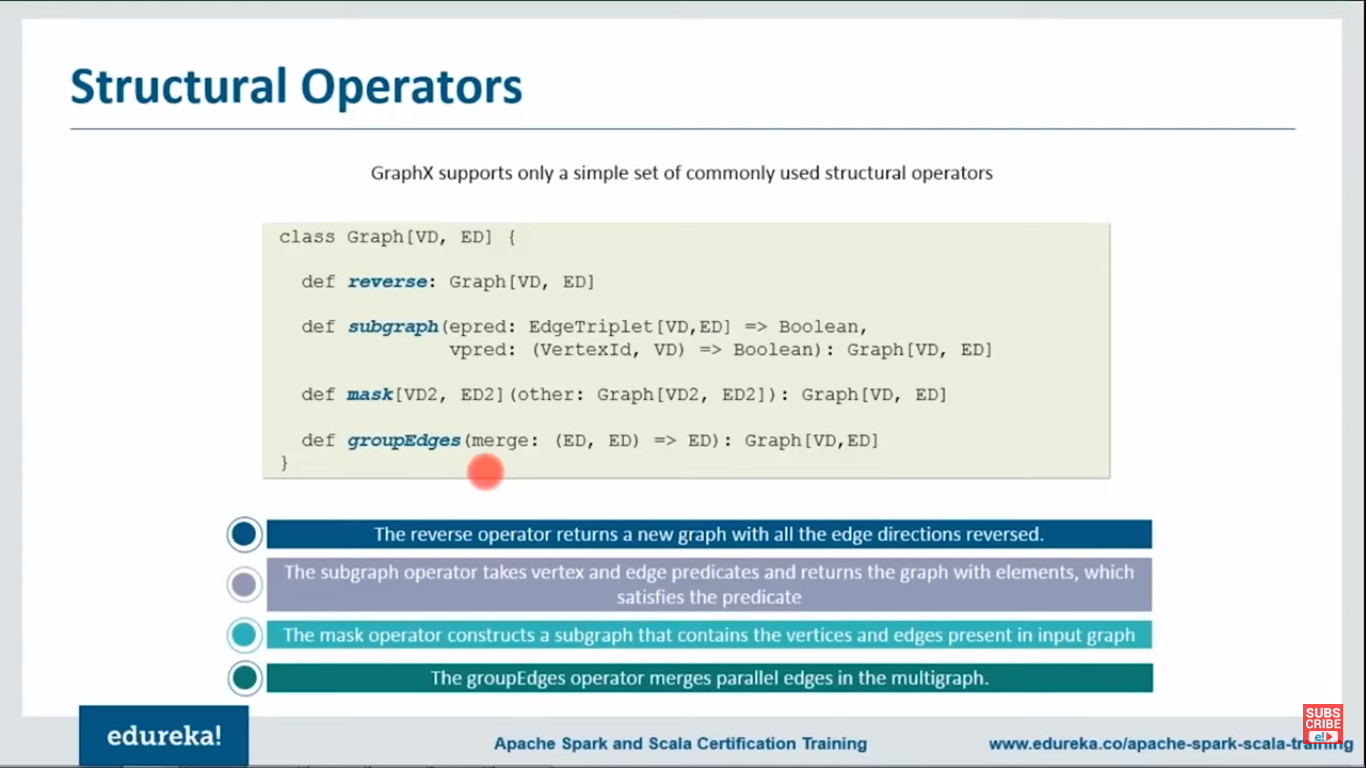 Structural Operators
GraphX supports only a simple set of commonly used structural operators
class Graph[VD, ED] {
def reverse: Graph[VD, ED]
def subgraph(epred: EdgeTriplet[VD,ED] => Boolean,
vpred: (VertexId, VD) => Boolean): Graph[VD, ED]
def mask[VD2, ED2](other: Graph[VD2, ED2]): Graph[VD, ED]
def groupEdges(merge: (ED, ED) => ED): Graph[VD,ED]
}
The reverse operator returns a new graph with all the edge directions reversed.
The subgraph operator takes vertex and edge predicates and returns the graph with elements, which
satisfies the predicate
The mask operator constructs a subgraph that contains the vertices and edges present in input graph
The groupEdges operator merges parallel edges in the multigraph.
edureka!
Apache Spark and Scala Certification Training
www.edureka.co/apache-spark-scala-training
SUBS
CRIBE
e!